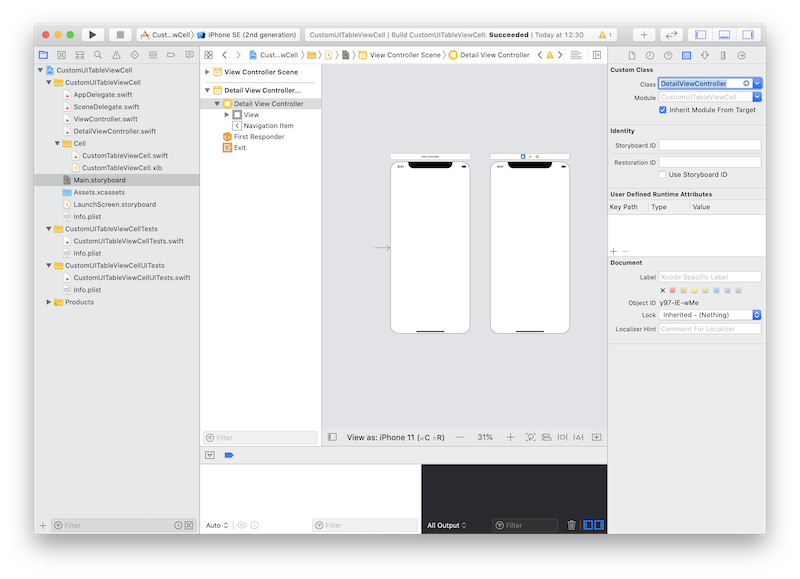 Cust...wCell
iPhone SE (2nd generation)
CustomUITableViewCell | Build CustomUITableViewCell: Succeeded | Today at 12:30
1
Cust...wCell
View Controller Scene
Detail View Controller
CustomUITableViewCell
CustomUITableViewCell
AppDelegate.swift
SceneDelegate.swift
ViewController.swift
DetailViewController.swift
Cell
CustomTableViewCell.swift
CustomTableViewCell.xib
Main.storyboard
Assets.xcassets
LaunchScreen.storyboard
Info.plist
CustomUITableViewCellTests
CustomUITableViewCellTests.swift
Info.plist
CustomUITableViewCellUITests
CustomUITableViewCellUITests.swift
Info.plist
Products
Filter
View Controller Scene
Detail View Controller...
Detail View Controller
View
Navigation Item
First Responder
Exit
Filter
View Controller
9:41
9:41
View as: iPhone 11 (wC hR)
31%
Auto
Filter
All Output
Filter
Custom Class
Class DetailViewController
Module CustomUITableViewCell
Inherit Module From Target
Identity
Storyboard ID
Restoration ID
Use Storyboard ID
User Defined Runtime Attributes
Key Path Type Value
Document
Label Xcode Specific Label
Object ID y97-IE-wMe
Lock Inherited - (Nothing)
Localizer Hint Comment For Localizer